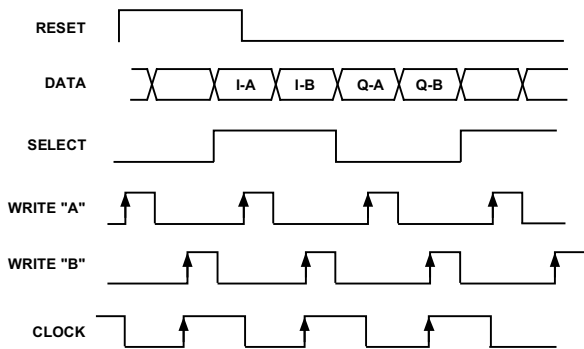 RESET
DATA
I-A I-B Q-A Q-B
SELECT
WRITE "A"
WRITE "B"
CLOCK